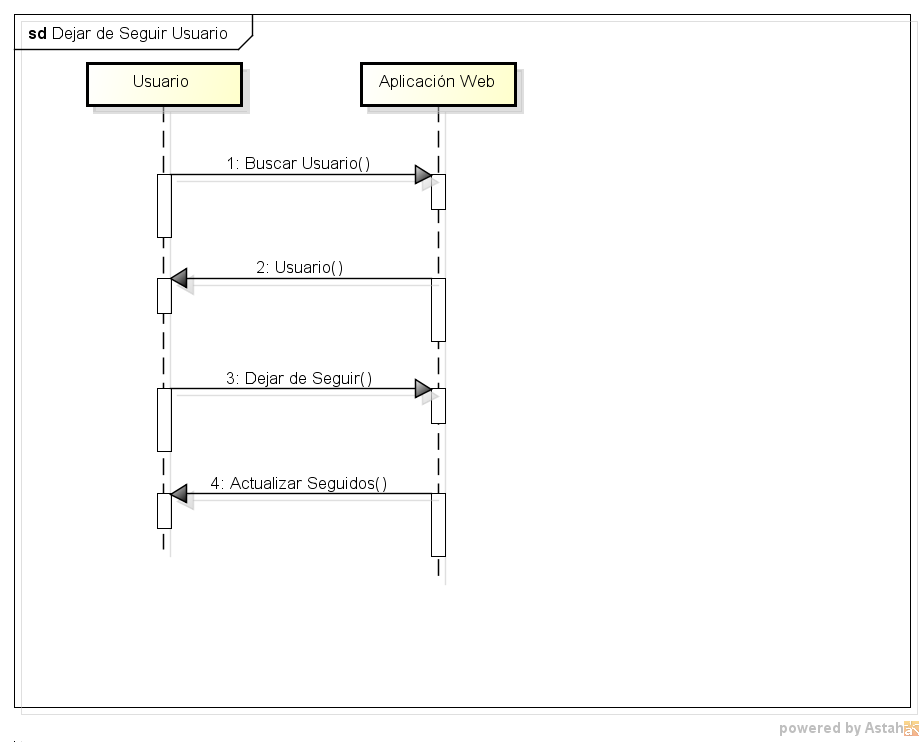 sd Dejar de Seguir Usuario
Usuario
Aplicación Web
1: Buscar Usuario()
2: Usuario()
3: Dejar de Seguir()
4: Actualizar Seguidos()
powered by Astah